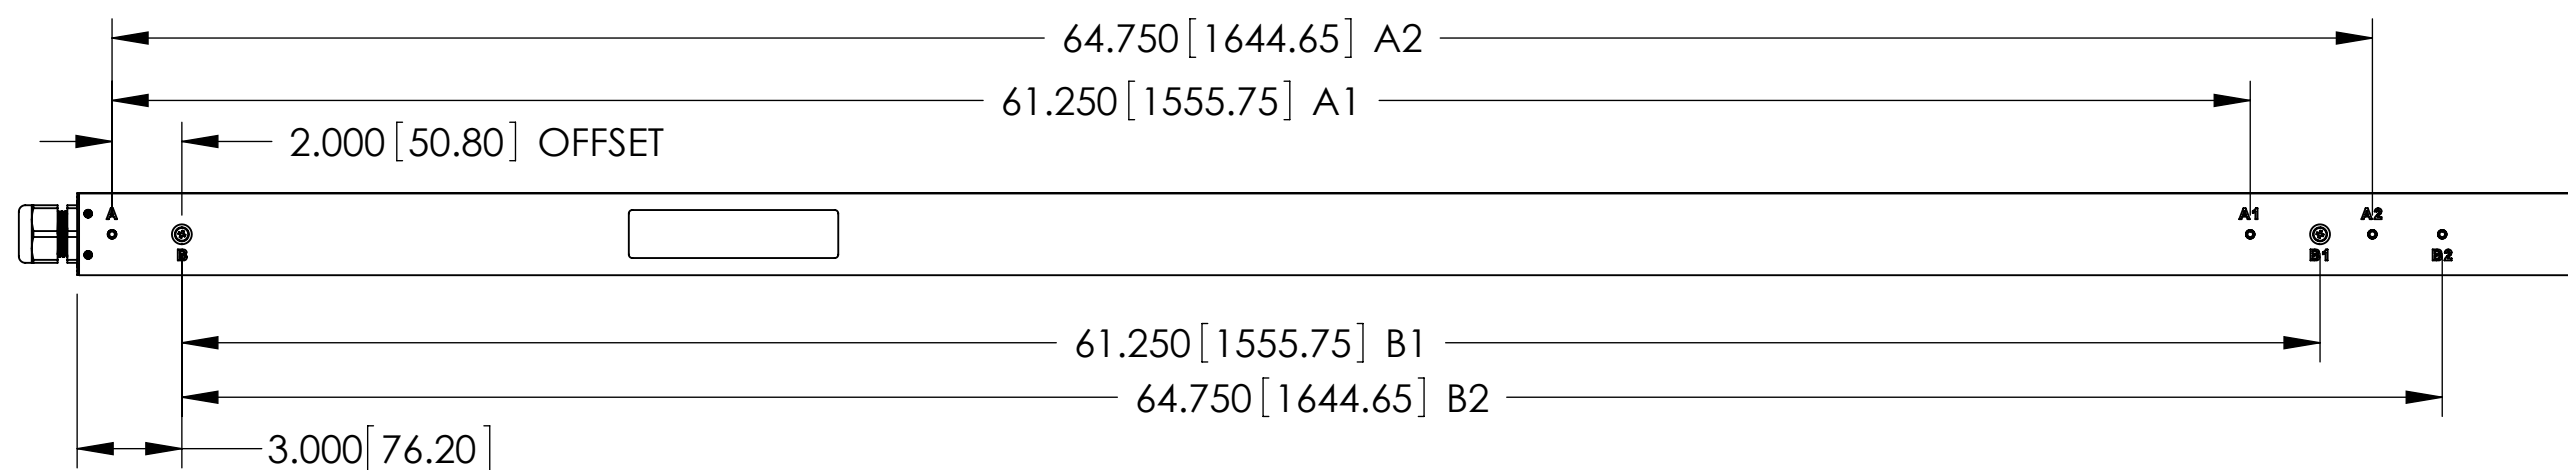 64.750[1644.65] A2
61.250[1555.75] A1
2.000[50.80] OFFSET
A
A1
A2
B
B1
B2
61.250[1555.75] B1
64.750[1644.65] B2
3.000[76.20]